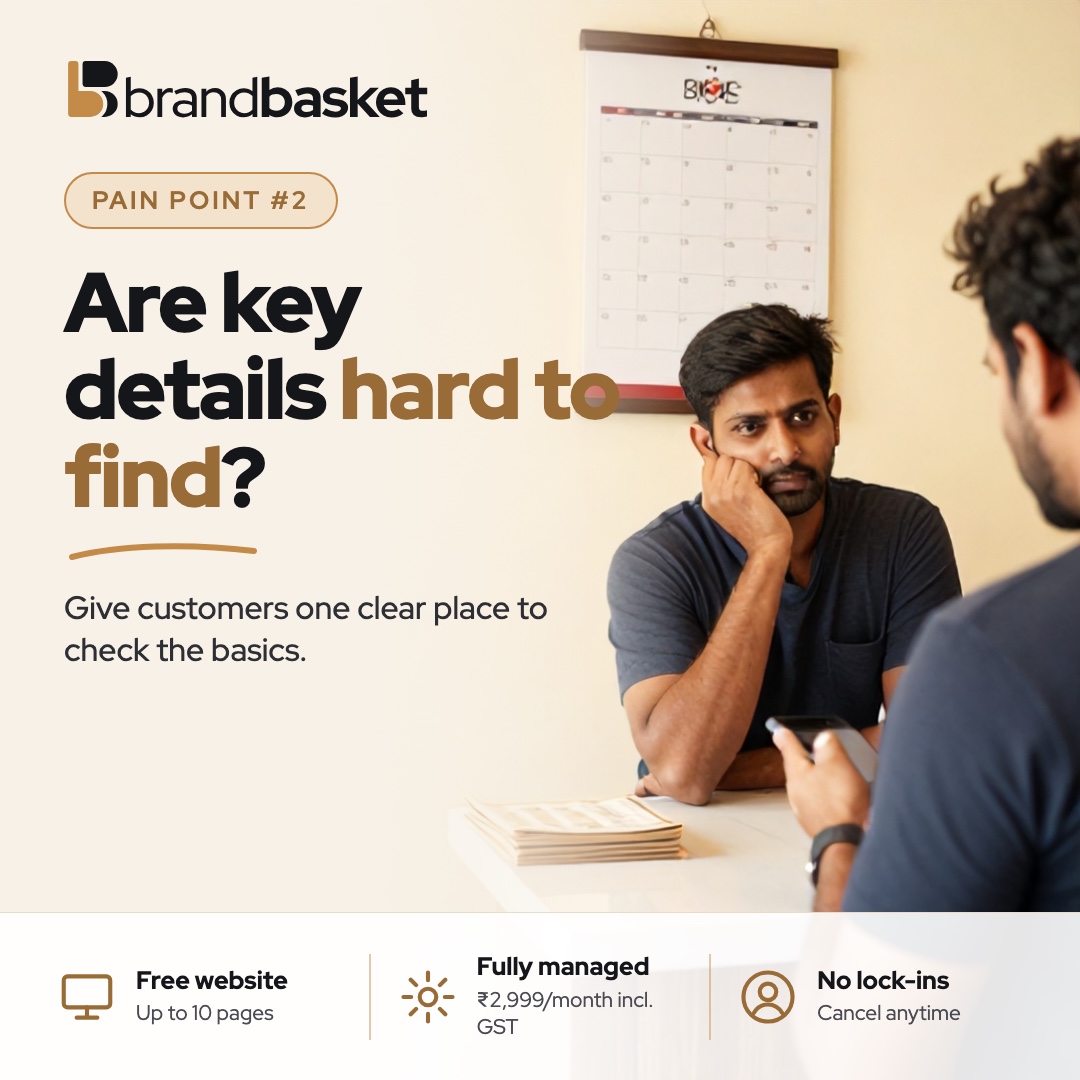 brandbasket
PAIN POINT #2
Are key
details hard to
find?
Give customers one clear place to
check the basics.
Free website
Up to 10 pages
Fully managed
₹2,999/month incl.
GST
No lock-ins
Cancel anytime